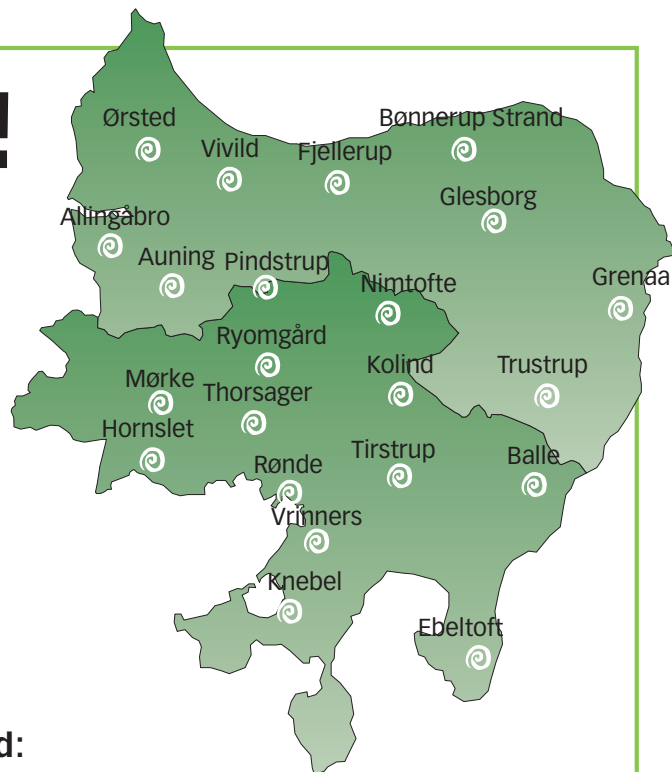 !
Ørsted
Bønnerup Strand
Vivild
Fjellerup
Glesborg
Allingåbro
Auning
Pindstrup
Nimtofte
Grenaa
Ryomgård
Kolind
Trustrup
Mørke
Thorsager
Hornslet
Rønde
Tirstrup
Balle
Vrinners
Knebel
Ebeltoft
d: